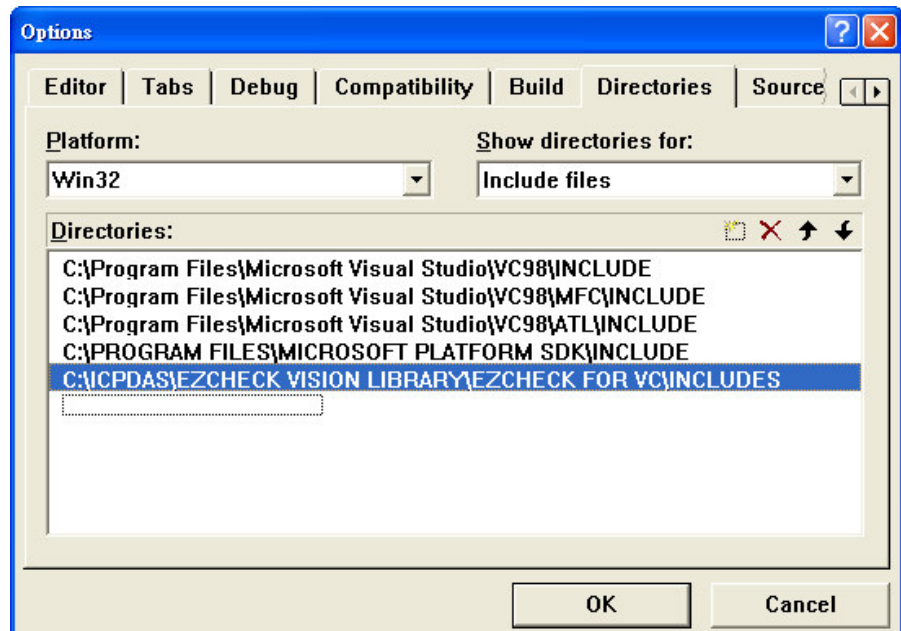 Options
Editor Tabs Debug Compatibility Build Directories Source
Platform: Show directories for:
Win32 Include files
Directories:
C:\Program Files\Microsoft Visual Studio\VC98\INCLUDE
C:\Program Files\Microsoft Visual Studio\VC98\MFC\INCLUDE
C:\Program Files\Microsoft Visual Studio\VC98\ATL\INCLUDE
C:\PROGRAM FILES\MICROSOFT PLATFORM SDK\INCLUDE
C:\ICPDAS\EZCHECK VISION LIBRARY\EZCHECK FOR VC\INCLUDES
OK Cancel